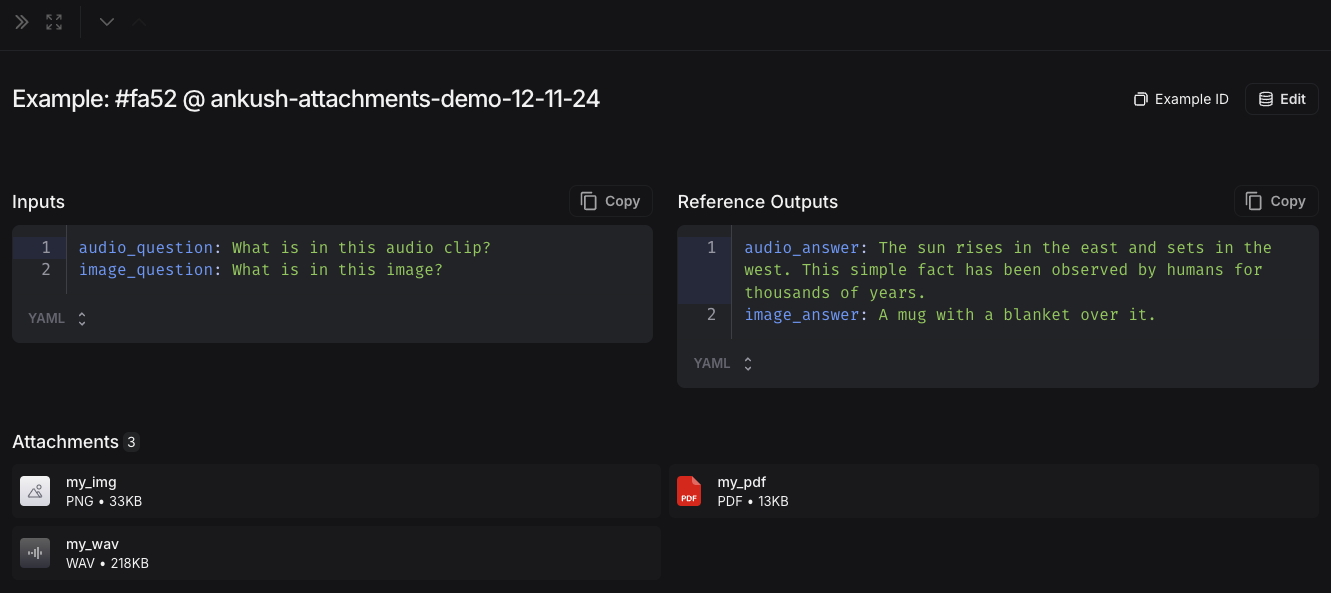 Example: #fa52 @ ankush-attachments-demo-12-11-24
Example ID
Edit
Inputs
Copy
1 audio_question: What is in this audio clip?
2 image_question: What is in this image?
YAML
Reference Outputs
Copy
1 audio_answer: The sun rises in the east and sets in the
west. This simple fact has been observed by humans for
thousands of years.
2 image_answer: A mug with a blanket over it.
YAML
Attachments 3
my_img
PNG • 33KB
PDF
my_pdf
PDF • 13KB
my_wav
WAV • 218KB